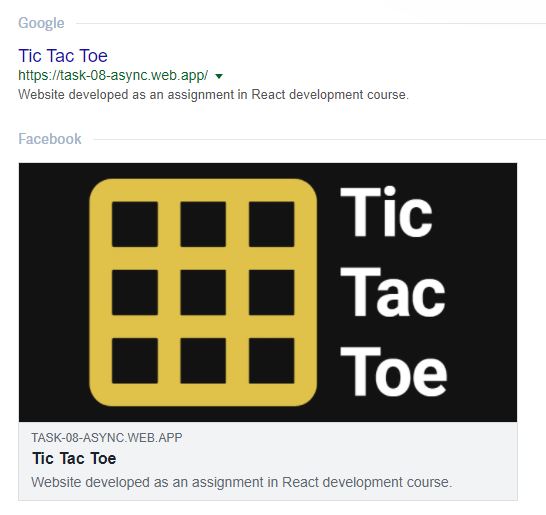 Google
Tic Tac Toe
https://task-08-async.web.app/
Website developed as an assignment in React development course.
Facebook
Tic
Tac
Toe
TASK-08-ASYNC.WEB.APP
Tic Tac Toe
Website developed as an assignment in React development course.